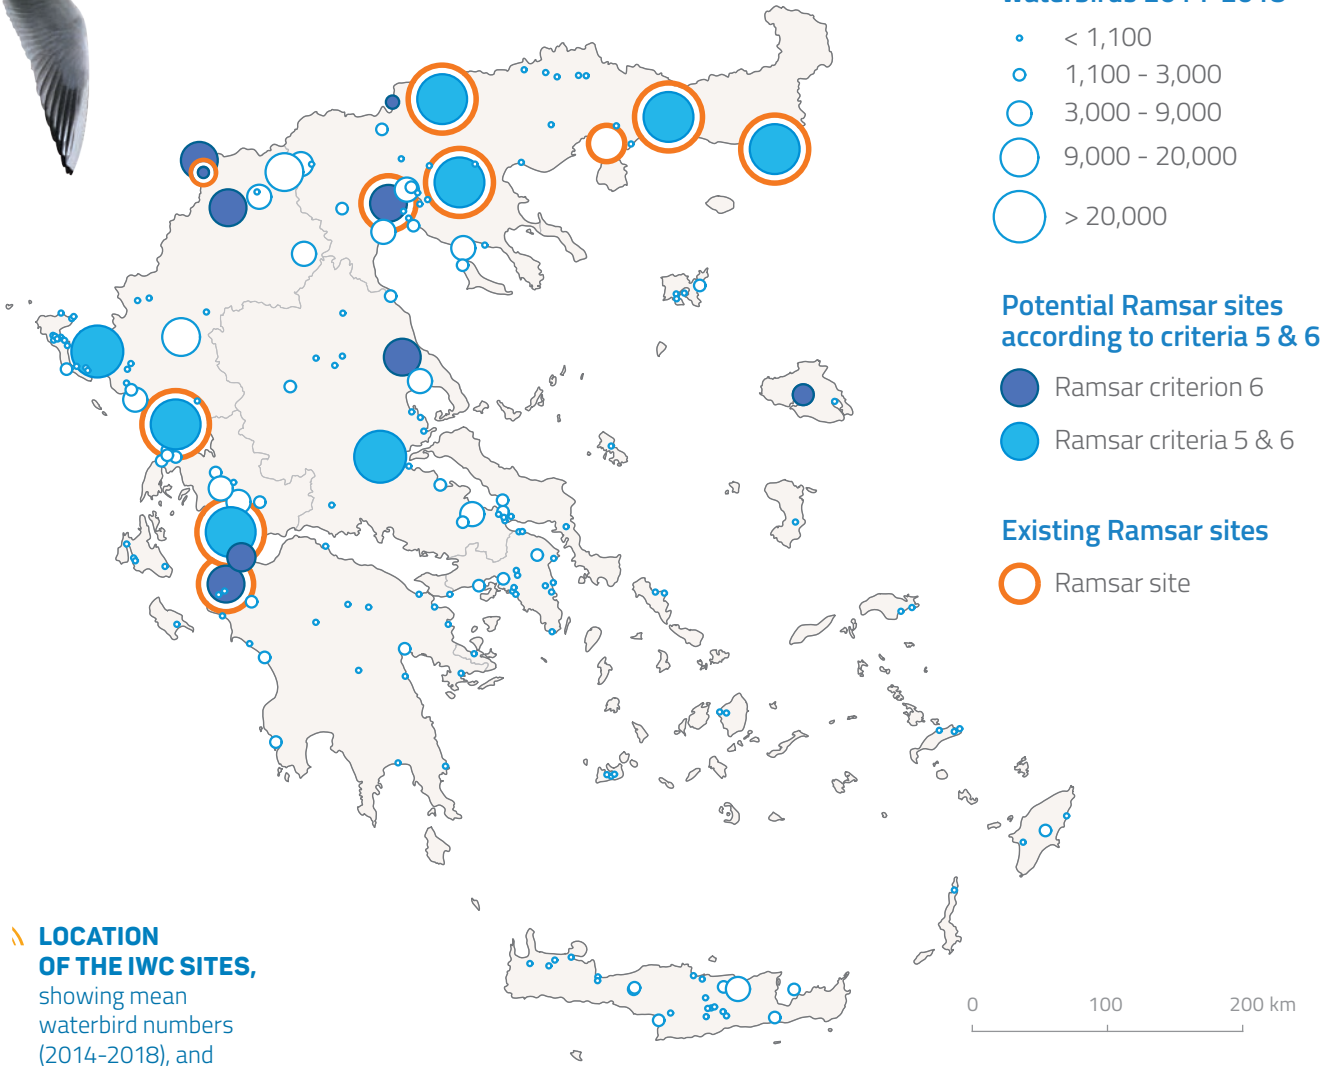 < 1,100
1,100 - 3,000
3,000 - 9,000
9,000 - 20,000
> 20,000
Potential Ramsar sites
according to criteria 5 & 6
Ramsar criterion 6
Ramsar criteria 5 & 6
Existing Ramsar sites
Ramsar site
LOCATION
OF THE IWC SITES,
showing mean
waterbird numbers
(2014-2018), and
0 100 200 km